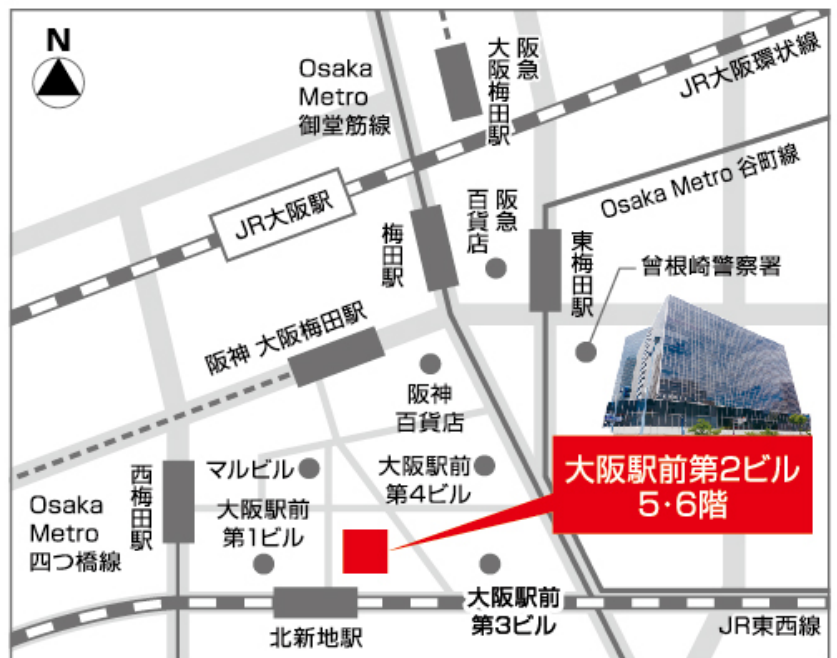 N
Osaka
Metro
御堂筋線
阪急
大阪梅田駅
JR大阪環状線
Osaka Metro 谷町線
JR大阪駅
梅田駅
阪急
百貨店
東梅田駅
曾根崎警察署
阪神 大阪梅田駅
阪神
百貨店
西梅田駅
マルビル
大阪駅前
第4ビル
大阪駅前第2ビル
5・6階
Osaka
Metro
四つ橋線
大阪駅前
第1ビル
大阪駅前
第3ビル
北新地駅
JR東西線